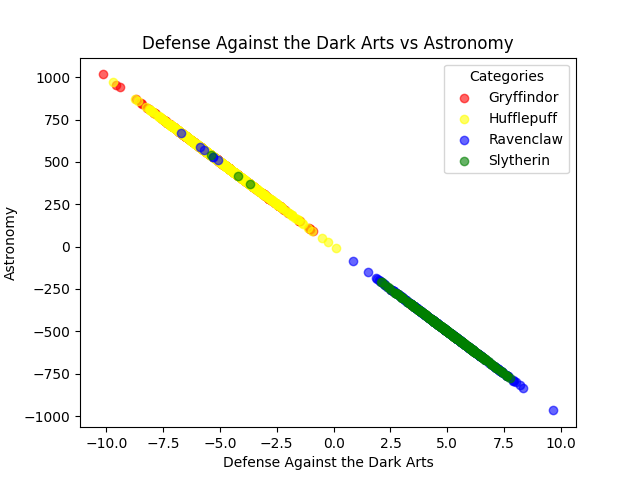 Defense Against the Dark Arts vs Astronomy
Categories
Gryffindor
Hufflepuff
Ravenclaw
Slytherin
Astronomy
1000
750
500
250
0
−250
−500
−750
−1000
−10.0 −7.5 −5.0 −2.5 0.0 2.5 5.0 7.5 10.0
Defense Against the Dark Arts